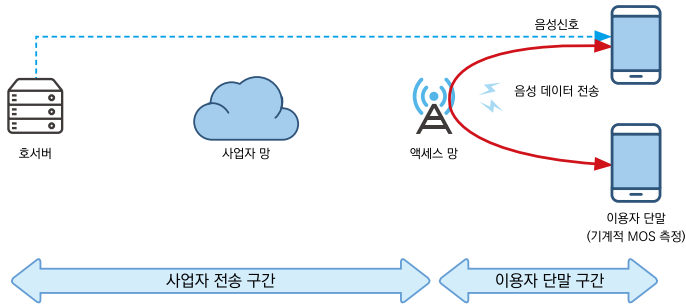 음성신호
음성 데이터 전송
호서버
사업자 망
액세스 망
이용자 단말
(기계적 MOS 측정)
사업자 전송 구간
이용자 단말 구간